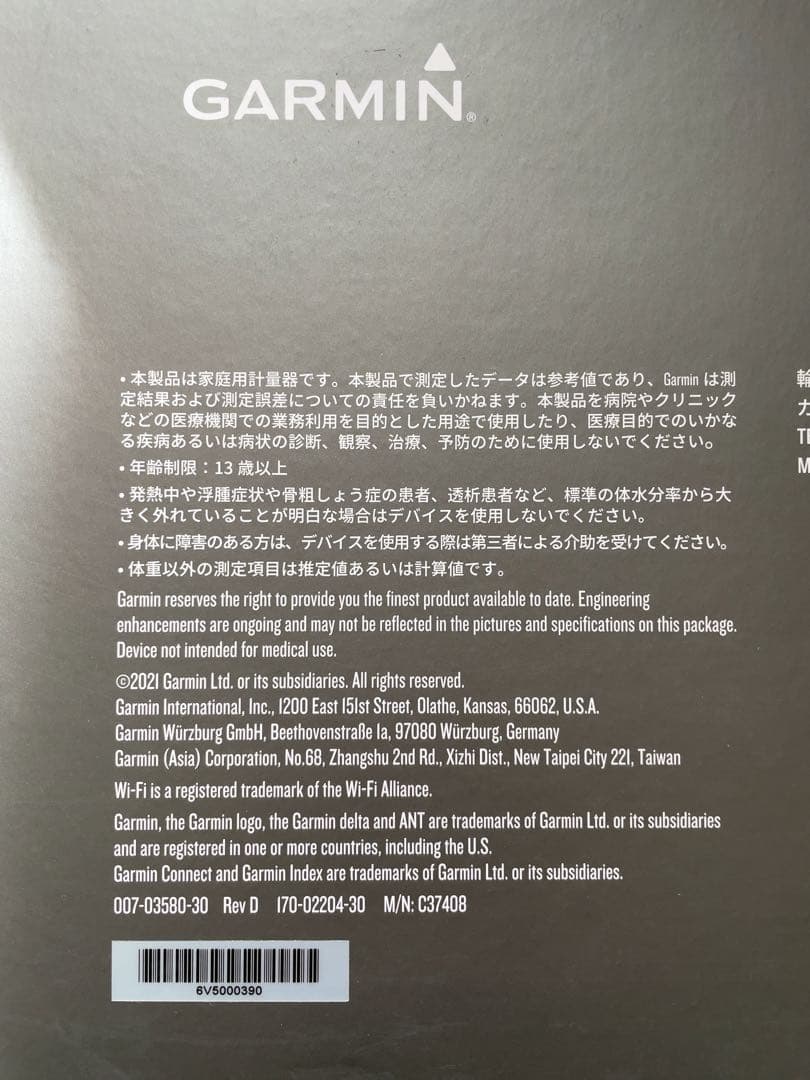 GARMIN®
• 本製品は家庭用計量器です。本製品で測定したデータは参考値であり、Garmin は測
定結果および測定誤差についての責任を負いかねます。本製品を病院やクリニック
などの医療機関での業務利用を目的とした用途で使用したり、医療目的でのいかな
る疾病あるいは病状の診断、観察、治療、予防のために使用しないでください。
• 年齢制限：13 歳以上
• 発熱中や浮腫症状や骨粗しょう症の患者、透析患者など、標準の体水分率から大
きく外れていることが明白な場合はデバイスを使用しないでください。
• 身体に障害のある方は、デバイスを使用する際は第三者による介助を受けてください。
• 体重以外の測定項目は推定値あるいは計算値です。
Garmin reserves the right to provide you the finest product available to date. Engineering
enhancements are ongoing and may not be reflected in the pictures and specifications on this package.
Device not intended for medical use.
©2021 Garmin Ltd. or its subsidiaries. All rights reserved.
Garmin International, Inc., 1200 East 151st Street, Olathe, Kansas, 66062, U.S.A.
Garmin Würzburg GmbH, Beethovenstraße 1a, 97080 Würzburg, Germany
Garmin (Asia) Corporation, No.68, Zhangshu 2nd Rd., Xizhi Dist., New Taipei City 221, Taiwan
Wi-Fi is a registered trademark of the Wi-Fi Alliance.
Garmin, the Garmin logo, the Garmin delta and ANT are trademarks of Garmin Ltd. or its subsidiaries
and are registered in one or more countries, including the U.S.
Garmin Connect and Garmin Index are trademarks of Garmin Ltd. or its subsidiaries.
007-03580-30 Rev D 170-02204-30 M/N: C37408
6V5000390